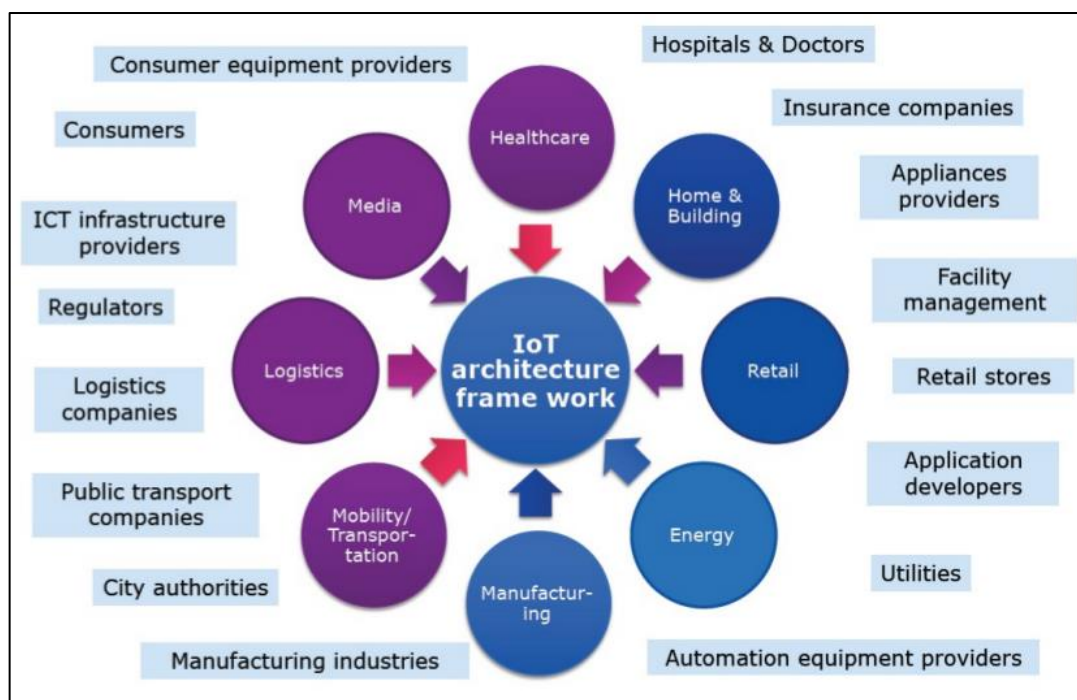 Hospitals & Doctors
Consumer equipment providers
Insurance companies
Consumers
Healthcare
Appliances
providers
Media
Home &
Building
ICT infrastructure
providers
Facility
management
Regulators
IoT
architecture
frame work
Logistics
Retail
Retail stores
Logistics
companies
Application
developers
Public transport
companies
Mobility/
Transpor-
tation
Energy
Utilities
City authorities
Manufactur-
ing
Manufacturing industries
Automation equipment providers